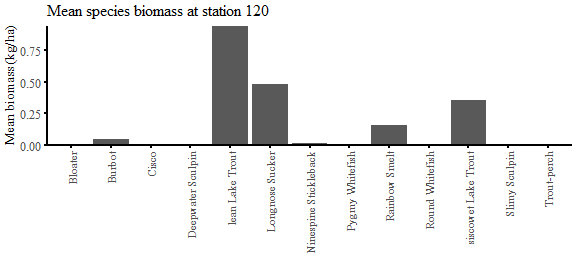 Mean species biomass at station 120
Mean biomass (kg/ha)
0.75
0.50
0.25
0.00
Bloater
Burbot
Cisco
Deepwater Sculpin
lean Lake Trout
Longnose Sucker
Ninespine Stickleback
Pygmy Whitefish
Rainbow Smelt
Round Whitefish
siscowet Lake Trout
Slimy Sculpin
Trout-perch